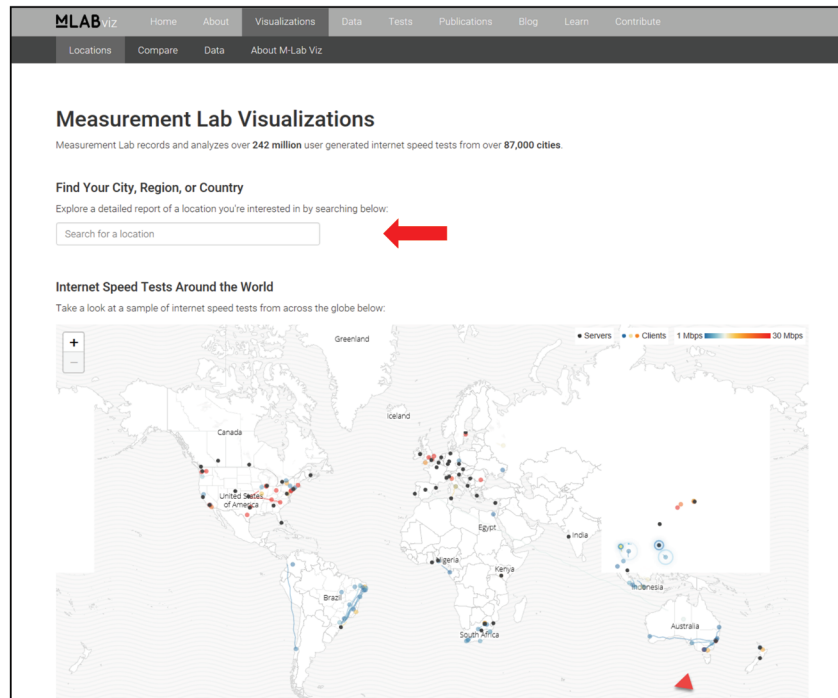 MLABviz Home About Visualizations Data Tests Publications Blog Learn Contribute
Locations Compare Data About M-Lab Viz
Measurement Lab Visualizations
Measurement Lab records and analyzes over 242 million user generated internet speed tests from over 87,000 cities.
Find Your City, Region, or Country
Explore a detailed report of a location you're interested in by searching below:
Search for a location
Internet Speed Tests Around the World
Take a look at a sample of internet speed tests from across the globe below:
+
−
Servers Clients 1 Mbps 30 Mbps
Greenland
Iceland
Canada
United States
of America
Egypt
India
Nigeria
Kenya
Indonesia
Brazil
Australia
South Africa